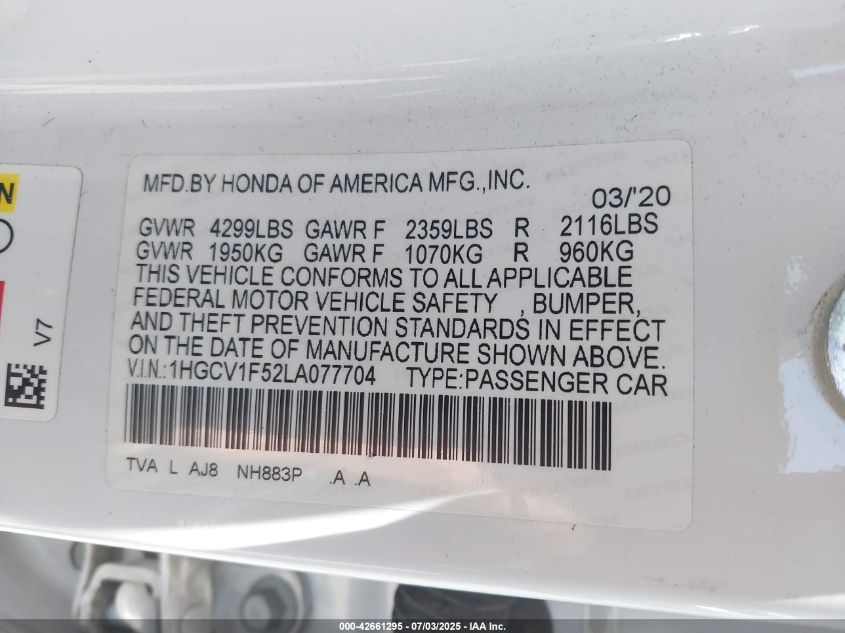 MFD.BY HONDA OF AMERICA MFG.,INC.
03/'20
GVWR 4299LBS GAWR F 2359LBS R 2116LBS
GVWR 1950KG GAWR F 1070KG R 960KG
THIS VEHICLE CONFORMS TO ALL APPLICABLE
FEDERAL MOTOR VEHICLE SAFETY , BUMPER,
AND THEFT PREVENTION STANDARDS IN EFFECT
ON THE DATE OF MANUFACTURE SHOWN ABOVE.
V.I.N.:1HGCV1F52LA077704 TYPE:PASSENGER CAR
TVA L AJ8 NH883P .A .A
V7
000-42661295 - 07/03/2025 - IAA Inc.